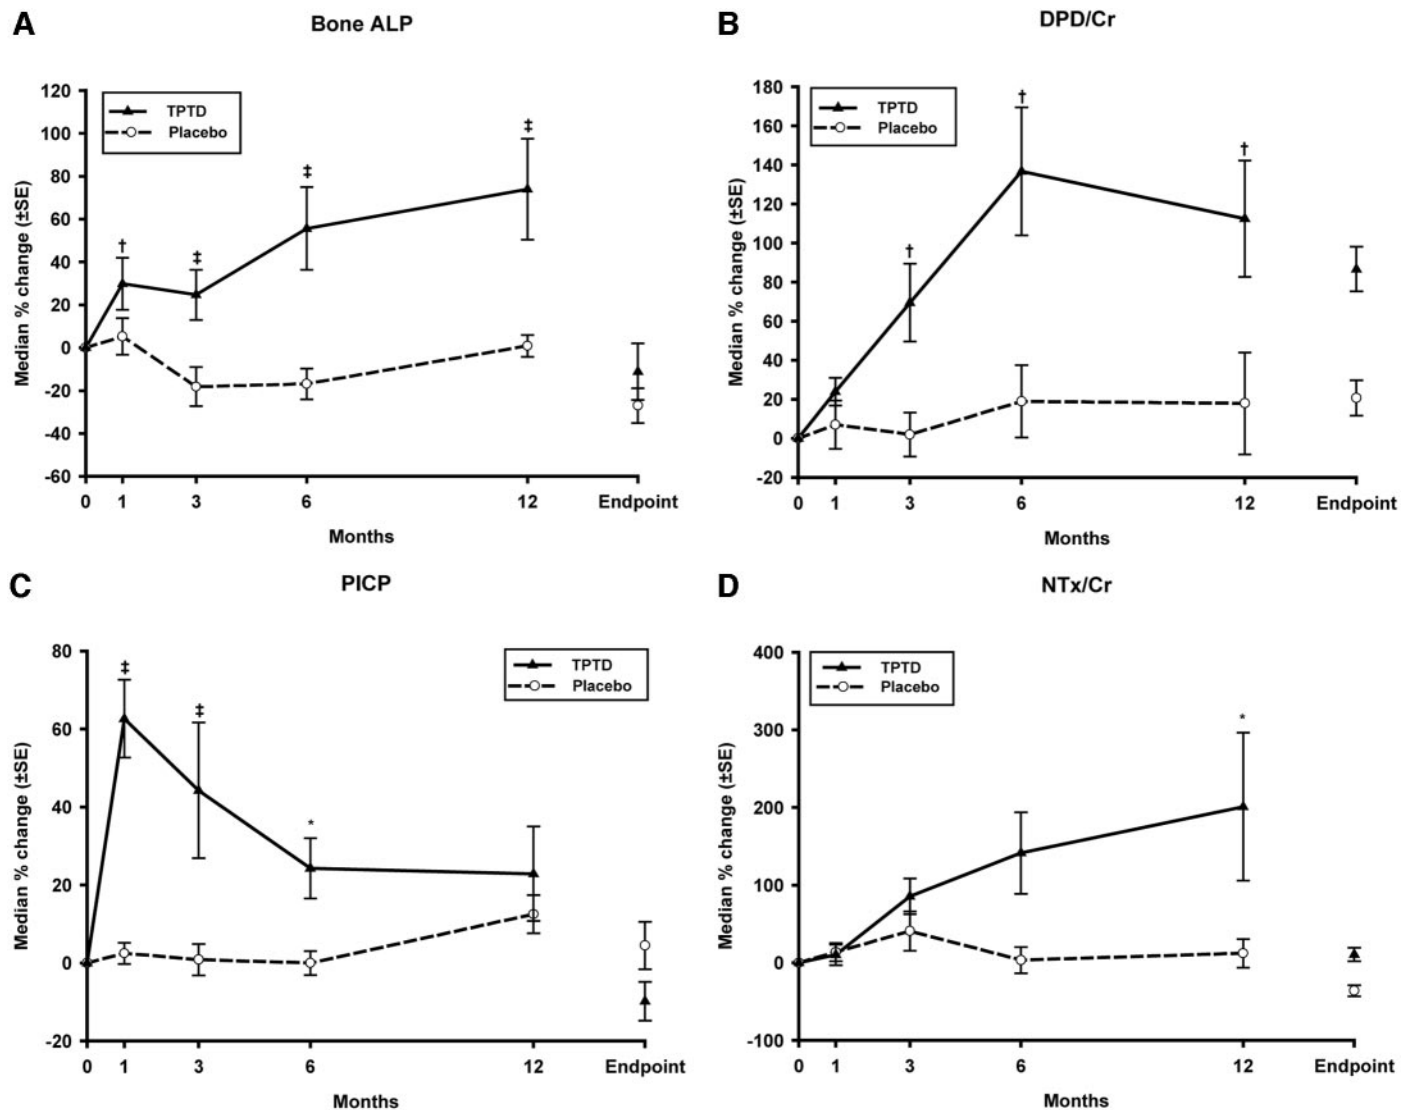 A
Bone ALP
120
100
80
60
40
20
0
-20
-40
-60
Median % change (±SE)
TPTD
Placebo
†
‡
‡
‡
0 1 3 6 12 Endpoint
Months
B
DPD/Cr
180
160
140
120
100
80
60
40
20
0
-20
Median % change (±SE)
TPTD
Placebo
†
†
†
0 1 3 6 12 Endpoint
Months
C
PICP
80
60
40
20
0
-20
Median % change (±SE)
TPTD
Placebo
‡
‡
*
0 1 3 6 12 Endpoint
Months
D
NTx/Cr
400
300
200
100
0
-100
Median % change (±SE)
TPTD
Placebo
*
0 1 3 6 12 Endpoint
Months